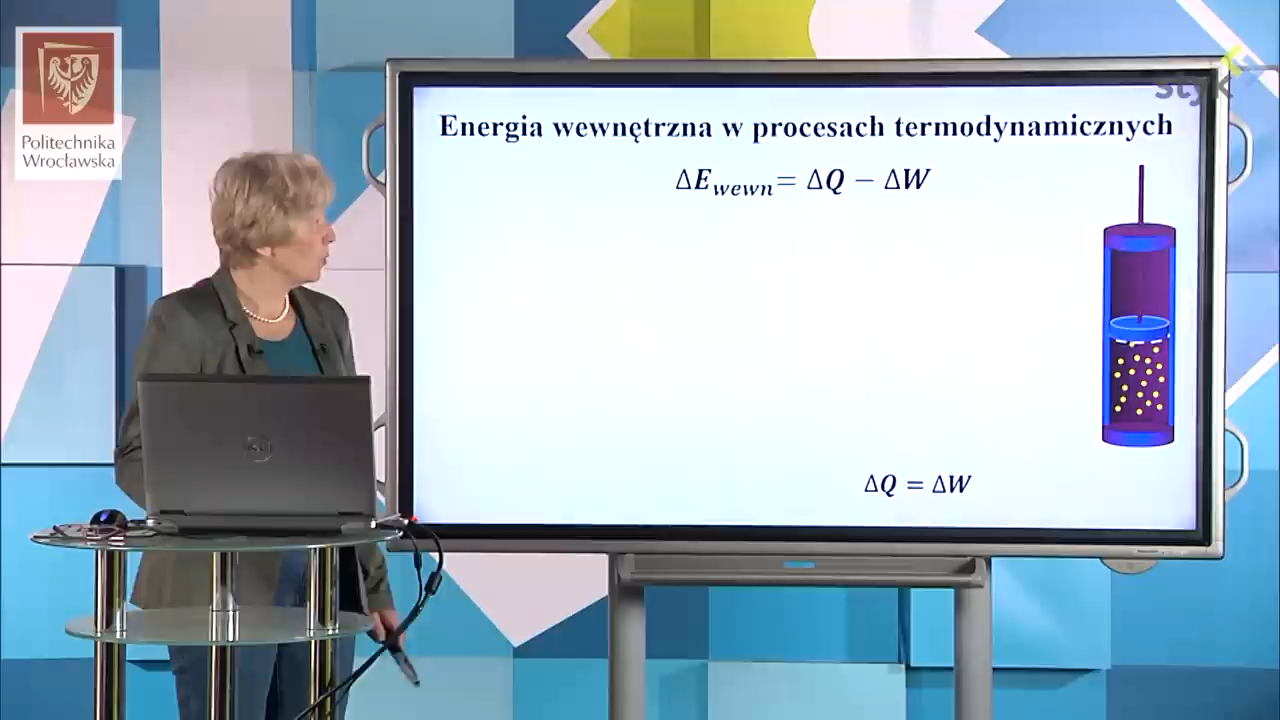 Politechnika
Wrocławska
Energia wewnętrzna w procesach termodynamicznych
ΔE_wewn = ΔQ − ΔW
ΔQ = ΔW